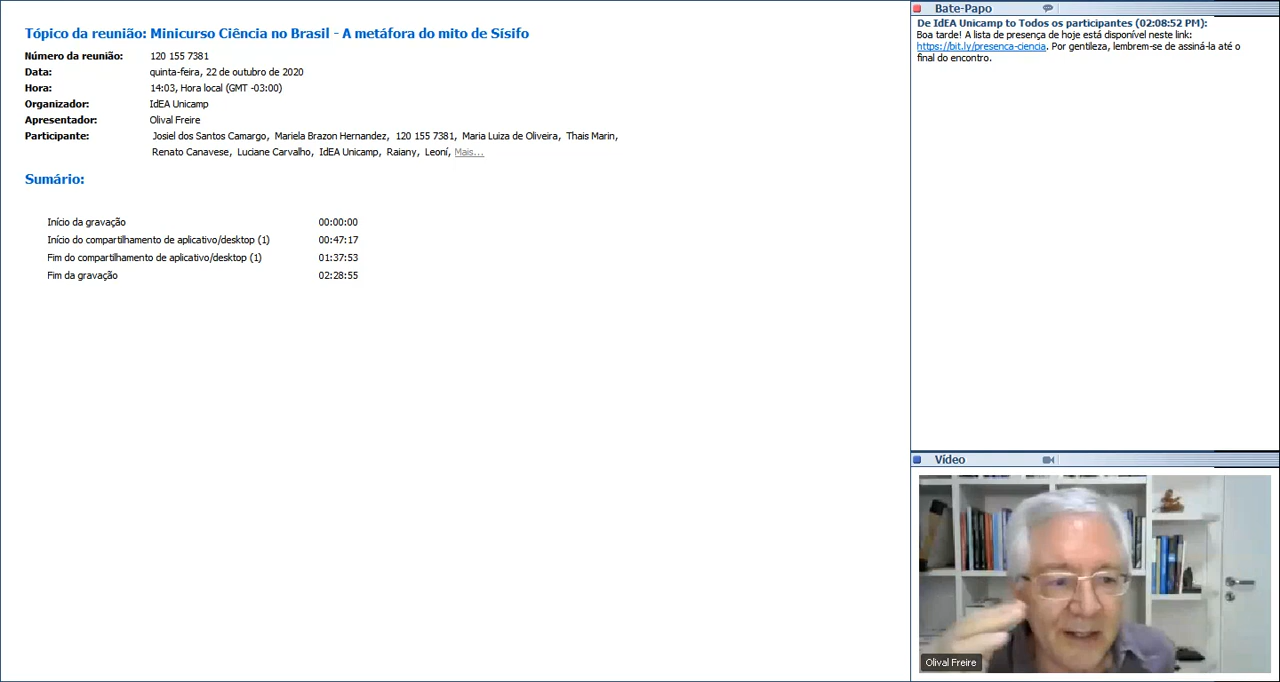 Tópico da reunião: Minicurso Ciência no Brasil - A metáfora do mito de Sísifo
Número da reunião: 120 155 7381
Data: quinta-feira, 22 de outubro de 2020
Hora: 14:03, Hora local (GMT -03:00)
Organizador: IdEA Unicamp
Apresentador: Olival Freire
Participante: Josiel dos Santos Camargo, Mariela Brazon Hernandez, 120 155 7381, Maria Luiza de Oliveira, Thais Marin,
Renato Canavese, Luciane Carvalho, IdEA Unicamp, Raiany, Leoní, Mais...
Sumário:
Início da gravação 00:00:00
Início do compartilhamento de aplicativo/desktop (1) 00:47:17
Fim do compartilhamento de aplicativo/desktop (1) 01:37:53
Fim da gravação 02:28:55
Bate-Papo
De IdEA Unicamp to Todos os participantes (02:08:52 PM):
Boa tarde! A lista de presença de hoje está disponível neste link:
https://bit.ly/presenca-ciencia. Por gentileza, lembrem-se de assiná-la até o
final do encontro.
Vídeo
Olival Freire